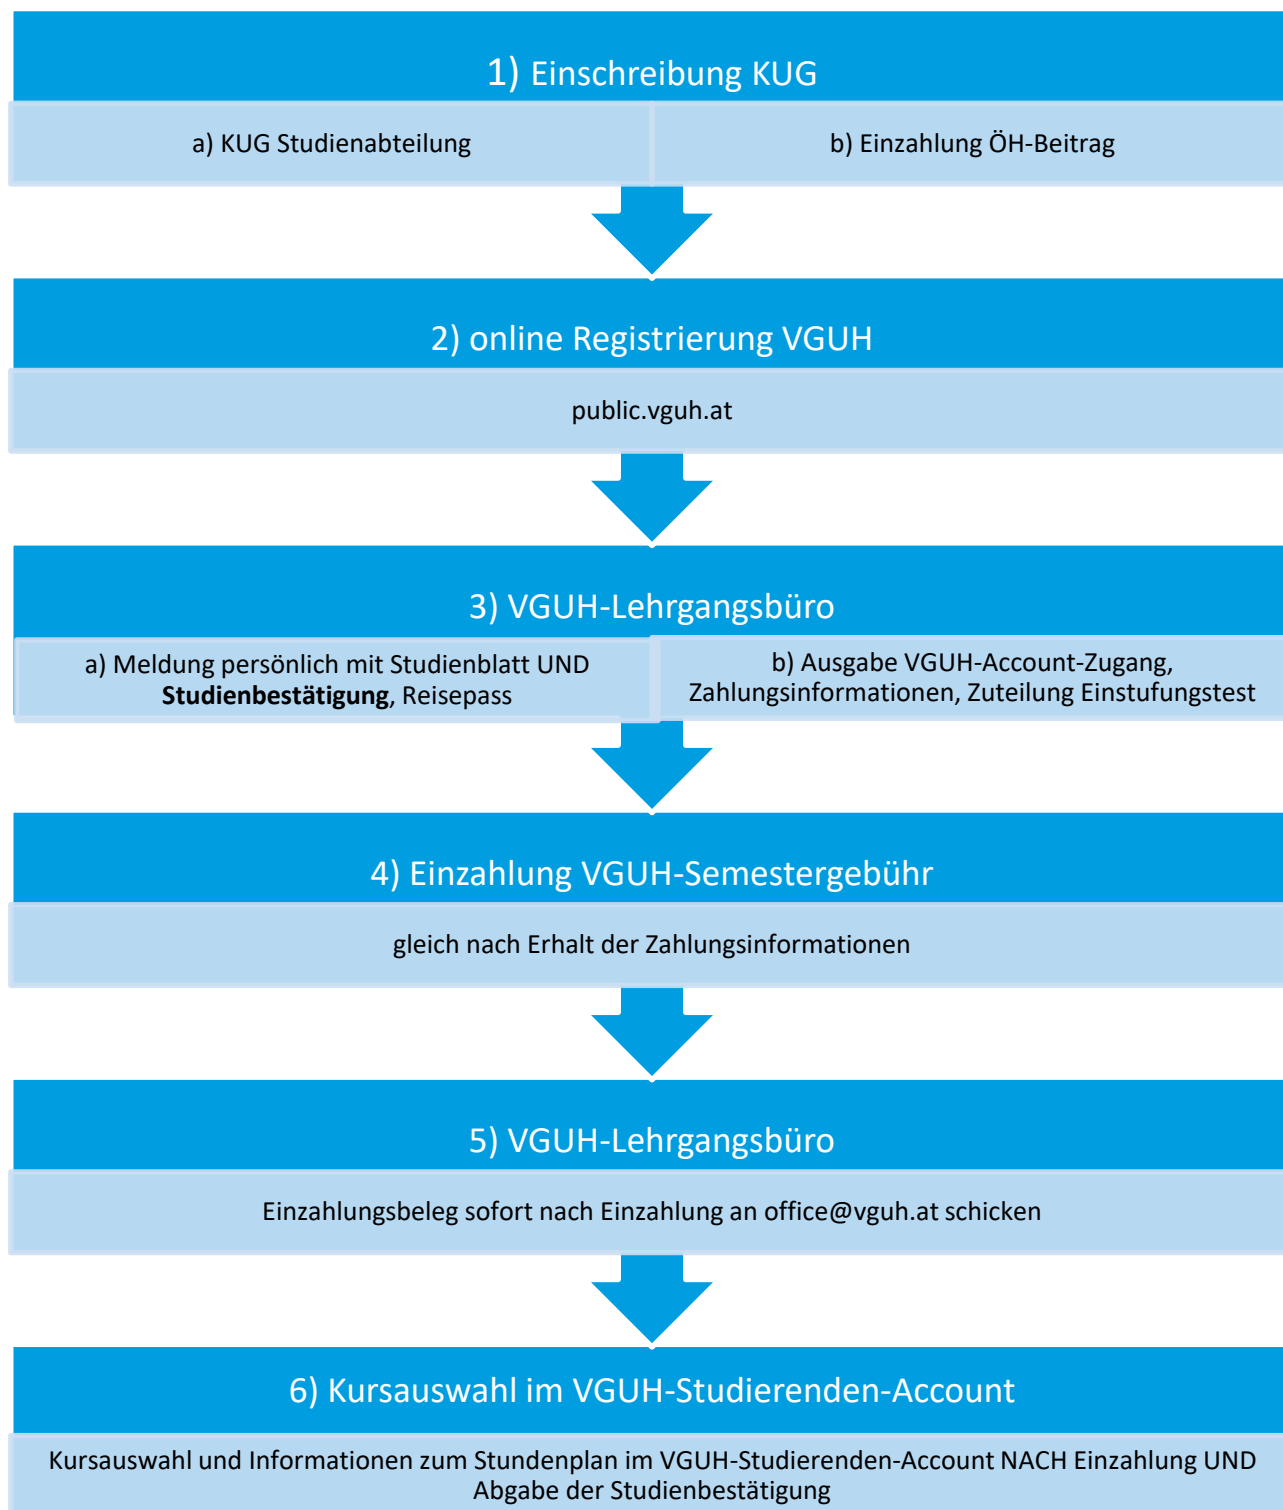 1) Einschreibung KUG
a) KUG Studienabteilung
b) Einzahlung ÖH-Beitrag
2) online Registrierung VGUH
public.vguh.at
3) VGUH-Lehrgangsbüro
a) Meldung persönlich mit Studienblatt UND
Studienbestätigung, Reisepass
b) Ausgabe VGUH-Account-Zugang,
Zahlungsinformationen, Zuteilung Einstufungstest
4) Einzahlung VGUH-Semestergebühr
gleich nach Erhalt der Zahlungsinformationen
5) VGUH-Lehrgangsbüro
Einzahlungsbeleg sofort nach Einzahlung an office@vguh.at schicken
6) Kursauswahl im VGUH-Studierenden-Account
Kursauswahl und Informationen zum Stundenplan im VGUH-Studierenden-Account NACH Einzahlung UND
Abgabe der Studienbestätigung